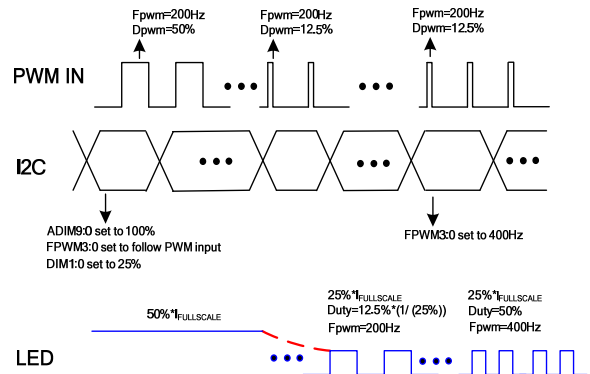 Fpwm=200Hz
Dpwm=50%
Fpwm=200Hz
Dpwm=12.5%
Fpwm=200Hz
Dpwm=12.5%
PWM IN
I2C
ADIM9:0 set to 100%
FPWM3:0 set to follow PWM input
DIM1:0 set to 25%
FPWM3:0 set to 400Hz
50%*IFULLSCALE
25%*IFULLSCALE
Duty=12.5%*(1/ (25%))
Fpwm=200Hz
25%*IFULLSCALE
Duty=50%
Fpwm=400Hz
LED